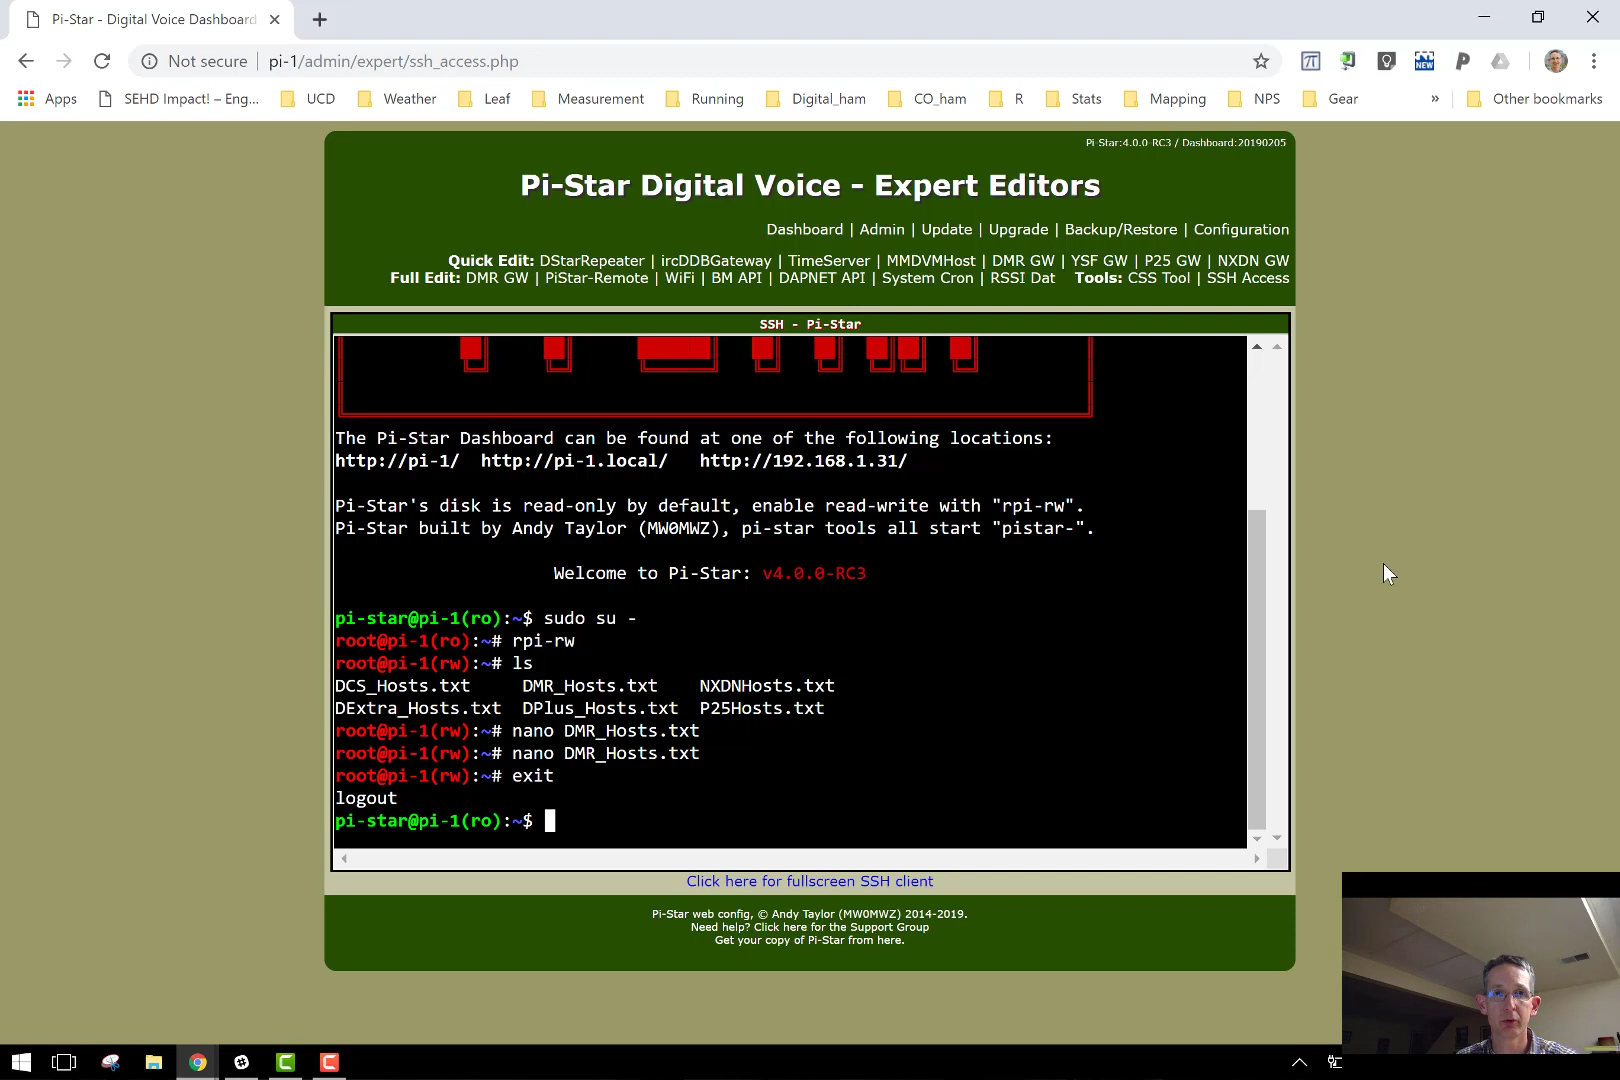 Pi-Star - Digital Voice Dashboard
Not secure | pi-1/admin/expert/ssh_access.php
NEW
Apps SEHD Impact! – Eng... UCD Weather Leaf Measurement Running Digital_ham CO_ham R Stats Mapping NPS Gear » Other bookmarks
Pi-Star:4.0.0-RC3 / Dashboard:20190205
Pi-Star Digital Voice - Expert Editors
Dashboard | Admin | Update | Upgrade | Backup/Restore | Configuration
Quick Edit: DStarRepeater | ircDDBGateway | TimeServer | MMDVMHost | DMR GW | YSF GW | P25 GW | NXDN GW
Full Edit: DMR GW | PiStar-Remote | WiFi | BM API | DAPNET API | System Cron | RSSI Dat Tools: CSS Tool | SSH Access
SSH - Pi-Star
The Pi-Star Dashboard can be found at one of the following locations:
http://pi-1/ http://pi-1.local/ http://192.168.1.31/
Pi-Star's disk is read-only by default, enable read-write with "rpi-rw".
Pi-Star built by Andy Taylor (MW0MWZ), pi-star tools all start "pistar-".
Welcome to Pi-Star: v4.0.0-RC3
pi-star@pi-1(ro):~$ sudo su -
root@pi-1(ro):~# rpi-rw
root@pi-1(rw):~# ls
DCS_Hosts.txt DMR_Hosts.txt NXDNHosts.txt
DExtra_Hosts.txt DPlus_Hosts.txt P25Hosts.txt
root@pi-1(rw):~# nano DMR_Hosts.txt
root@pi-1(rw):~# nano DMR_Hosts.txt
root@pi-1(rw):~# exit
logout
pi-star@pi-1(ro):~$
Click here for fullscreen SSH client
Pi-Star web config, © Andy Taylor (MW0MWZ) 2014-2019.
Need help? Click here for the Support Group
Get your copy of Pi-Star from here.